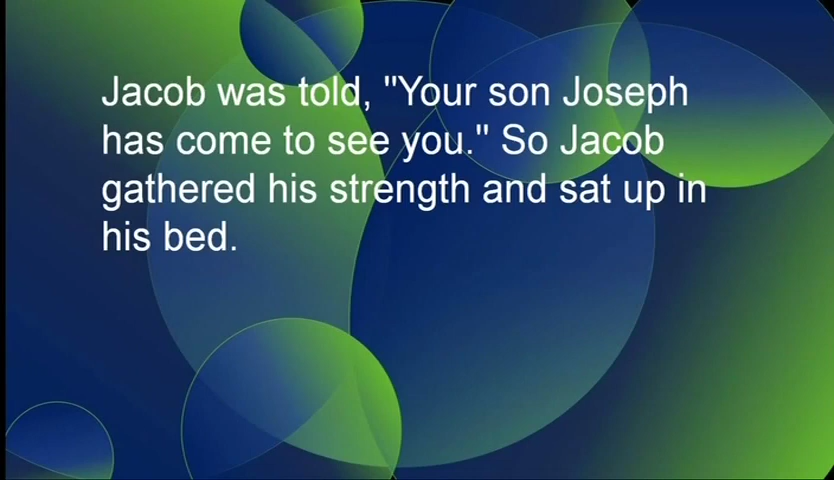 Jacob was told, "Your son Joseph
has come to see you." So Jacob
gathered his strength and sat up in
his bed.